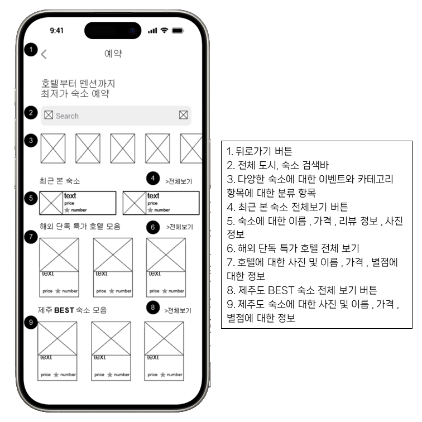 9:41
1
예약
호텔부터 펜션까지
최저가 숙소 예약
2
Search
3
최근 본 숙소
4
>전체보기
5
text
price
number
text
price
number
해외 단독 특가 호텔 모음
6
>전체보기
7
text
text
text
price number
price number
price number
제주 BEST 숙소 모음
8
>전체보기
9
text
text
text
price number
price number
price number
1. 뒤로가기 버튼
2. 전체 도시, 숙소 검색바
3. 다양한 숙소에 대한 이벤트와 카테고리
항목에 대한 분류 항목
4. 최근 본 숙소 전체보기 버튼
5. 숙소에 대한 이름 , 가격 , 리뷰 정보 , 사진
정보
6. 해외 단독 특가 호텔 전체 보기
7. 호텔에 대한 사진 및 이름 , 가격 , 별점에
대한 정보
8. 제주도 BEST 숙소 전체 보기 버튼
9. 제주도 숙소에 대한 사진 및 이름 , 가격 ,
별점에 대한 정보